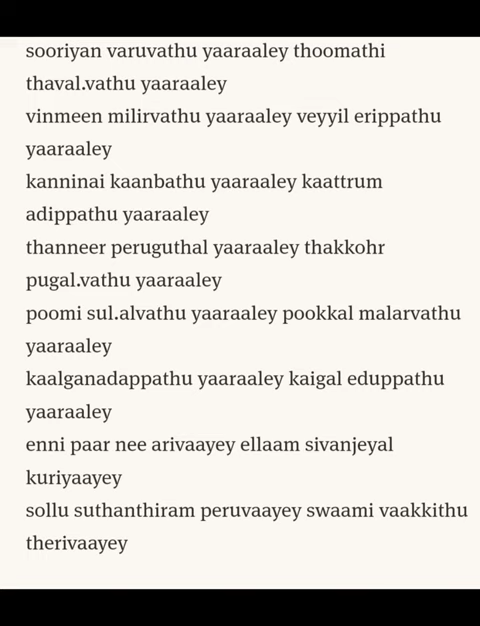 sooriyan varuvathu yaaraaley thoomathi
thaval.vathu yaaraaley
vinmeen milirvathu yaaraaley veyyil erippathu
yaaraaley
kanninai kaanbathu yaaraaley kaattrum
adippathu yaaraaley
thanneer peruguthal yaaraaley thakkohr
pugal.vathu yaaraaley
poomi sul.alvathu yaaraaley pookkal malarvathu
yaaraaley
kaalganadappathu yaaraaley kaigal eduppathu
yaaraaley
enni paar nee arivaayey ellaam sivanjeyal
kuriyaayey
sollu suthanthiram peruvaayey swaami vaakkithu
therivaayey